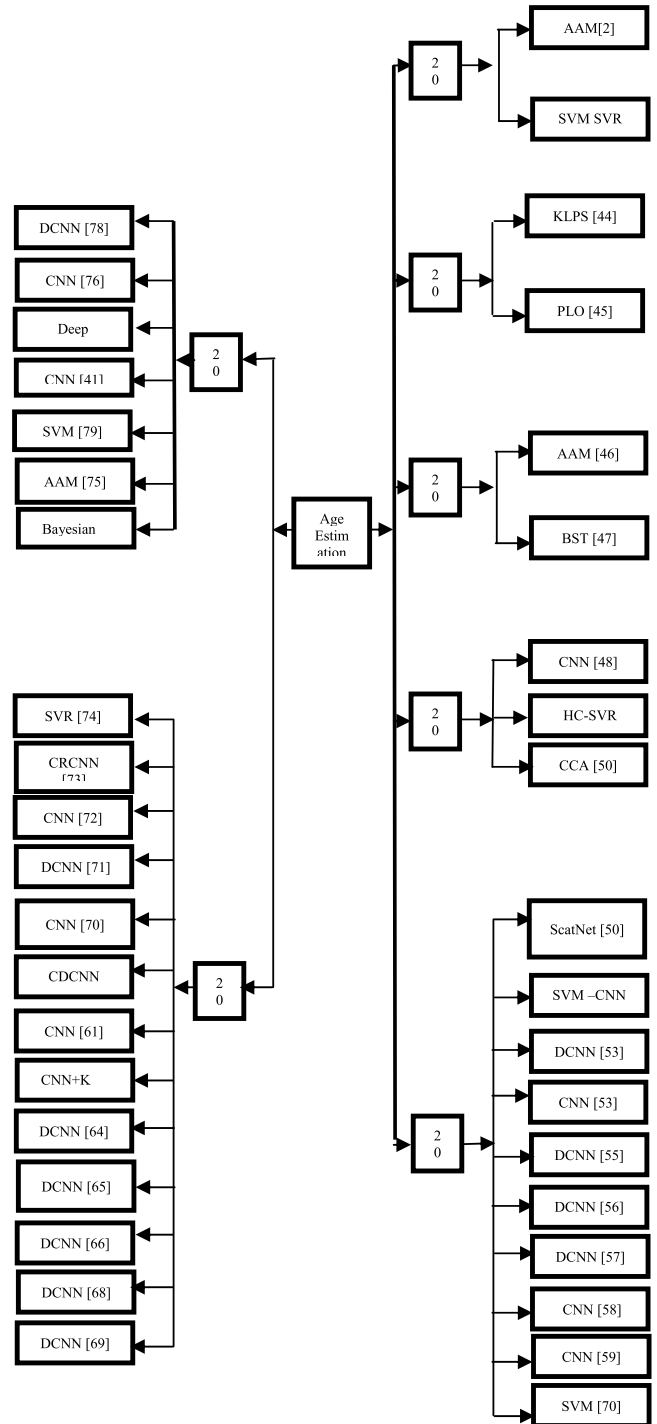 AAM[2]
2
0
SVM SVR
KLPS [44]
2
0
PLO [45]
DCNN [78]
CNN [76]
Deep
2
0
CNN [41]
SVM [79]
AAM [75]
Bayesian
AAM [46]
2
0
BST [47]
Age
Estim
ation
CNN [48]
2
0
HC-SVR
CCA [50]
SVR [74]
CRCNN
[73]
CNN [72]
DCNN [71]
CNN [70]
CDCNN
2
0
CNN [61]
CNN+K
DCNN [64]
DCNN [65]
DCNN [66]
DCNN [68]
DCNN [69]
ScatNet [50]
SVM –CNN
DCNN [53]
CNN [53]
2
0
DCNN [55]
DCNN [56]
DCNN [57]
CNN [58]
CNN [59]
SVM [70]